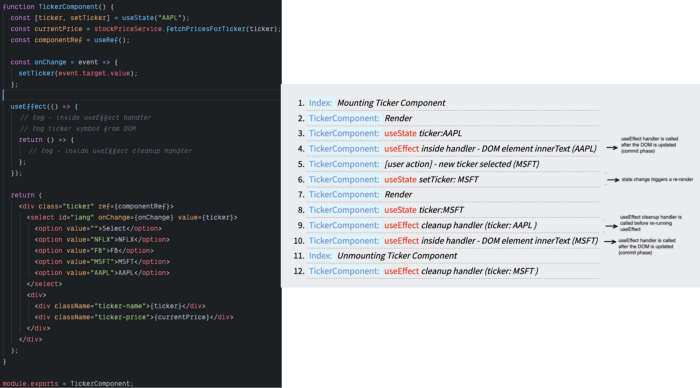 function TickerComponent() {
const [ticker, setTicker] = useState("AAPL");
const currentPrice = stockPriceService.fetchPricesForTicker(ticker);
const componentRef = useRef();
const onChange = event => {
setTicker(event.target.value);
};
useEffect(() => {
// log - inside useEffect handler
// log ticker symbol from DOM
return () => {
// log - inside useEffect cleanup handler
};
});
return (
<div class="ticker" ref={componentRef}>
<select id="lang" onChange={onChange} value={ticker}>
<option value="">Select</option>
<option value="NFLX">NFLX</option>
<option value="FB">FB</option>
<option value="MSFT">MSFT</option>
<option value="AAPL">AAPL</option>
</select>
<div>
<div className="ticker-name">{ticker}</div>
<div className="ticker-price">{currentPrice}</div>
</div>
</div>
);
}
module.exports = TickerComponent;
1. Index: Mounting Ticker Component
2. TickerComponent: Render
3. TickerComponent: useState ticker:AAPL
4. TickerComponent: useEffect inside handler - DOM element innerText (AAPL)
useEffect handler is called
after the DOM is updated
(commit phase)
5. TickerComponent: [user action] - new ticker selected (MSFT)
6. TickerComponent: useState setTicker: MSFT
state change triggers a re-render
7. TickerComponent: Render
8. TickerComponent: useState ticker:MSFT
9. TickerComponent: useEffect cleanup handler (ticker: AAPL )
useEffect cleanup handler is
called before re-running
useEffect
10. TickerComponent: useEffect inside handler - DOM element innerText (MSFT)
useEffect handler is called
after the DOM is updated
(commit phase)
11. Index: Unmounting Ticker Component
12. TickerComponent: useEffect cleanup handler (ticker: MSFT )